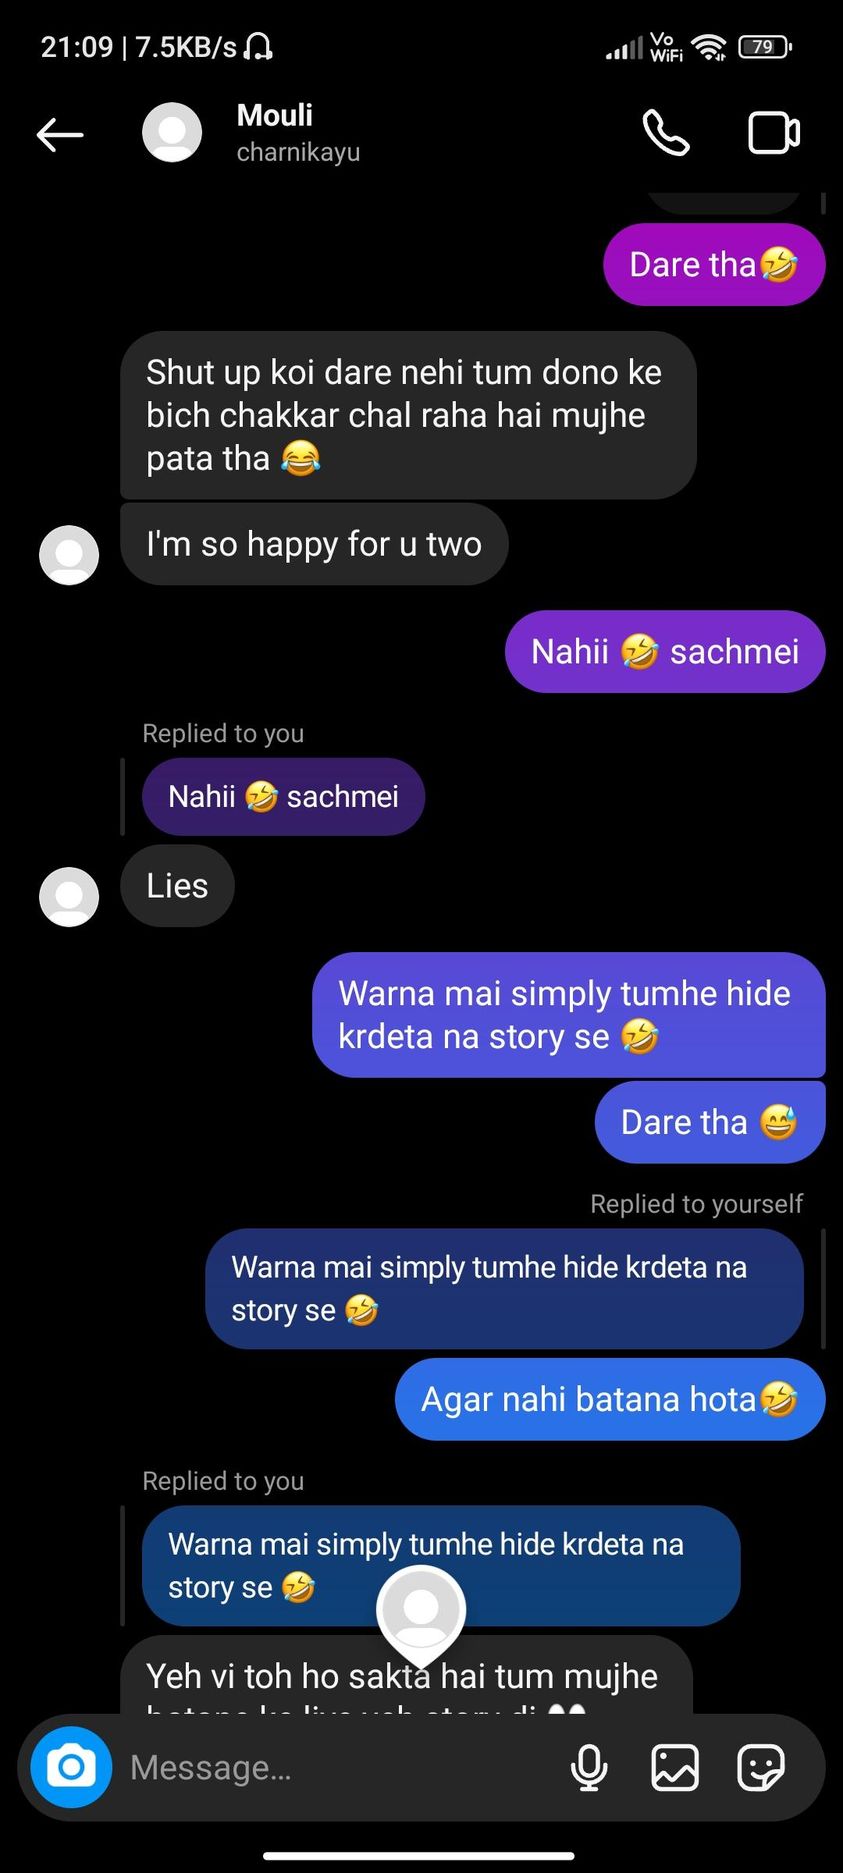 21:09 | 7.5KB/s
Vo
WiFi
79
Mouli
charnikayu
Dare tha🤣
Shut up koi dare nehi tum dono ke
bich chakkar chal raha hai mujhe
pata tha 😂
I'm so happy for u two
Nahii 🤣 sachmei
Replied to you
Nahii 🤣 sachmei
Lies
Warna mai simply tumhe hide
krdeta na story se 🤣
Dare tha 😅
Replied to yourself
Warna mai simply tumhe hide krdeta na
story se 🤣
Agar nahi batana hota🤣
Replied to you
Warna mai simply tumhe hide krdeta na
story se 🤣
Yeh vi toh ho sakta hai tum mujhe
Message...